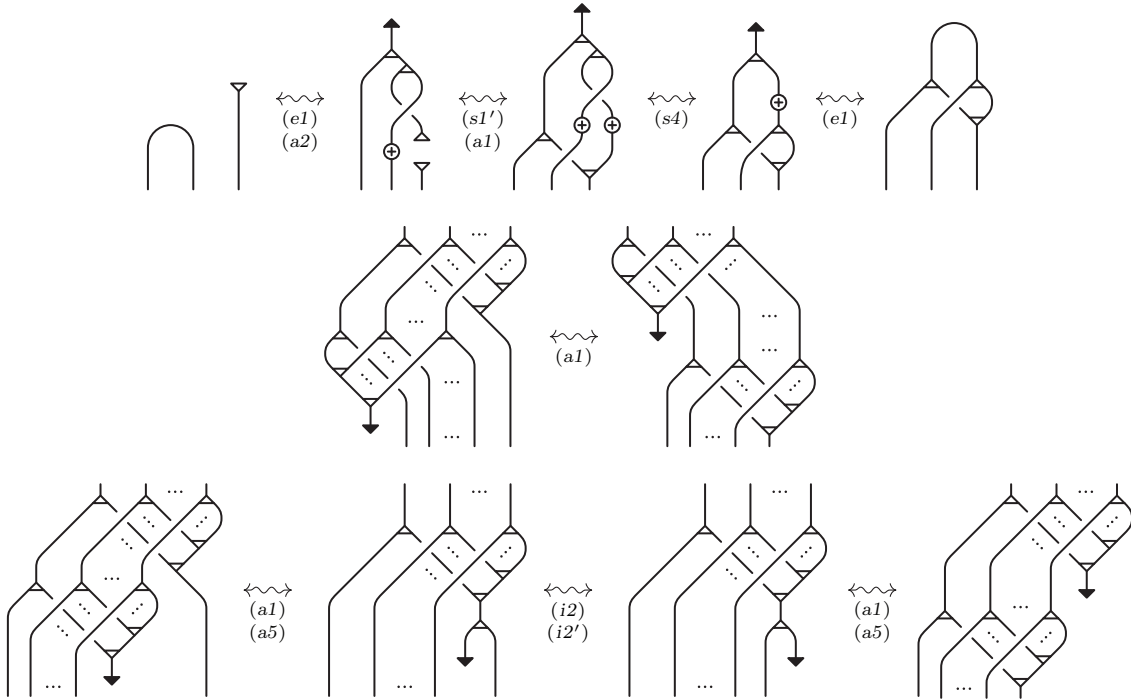 (e1) (s1′) (s4) (e1)
(a2) (a1)
...
(a1)
...
...
...
(a1) (i2) (a1)
(a5) (i2′) (a5)
...